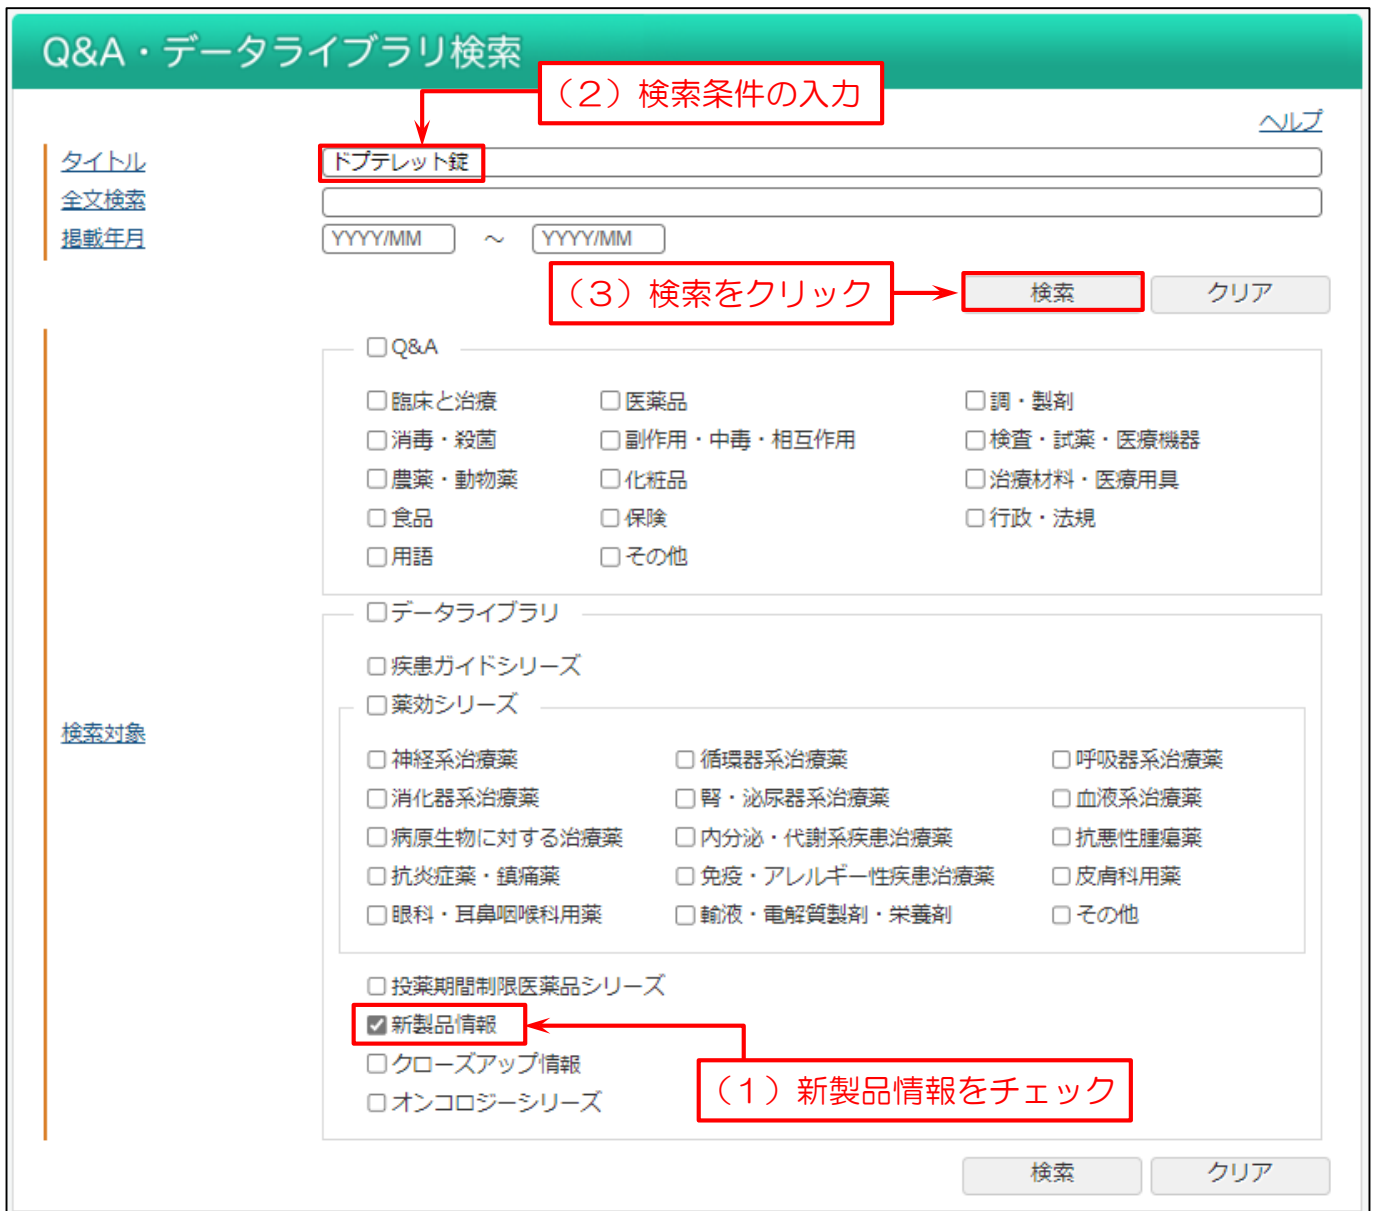 Q&A・データライブラリ検索
（２）検索条件の入力
ヘルプ
タイトル ドプテレット錠
全文検索
掲載年月 YYYY/MM ～ YYYY/MM
（３）検索をクリック 検索 クリア
検索対象
Q&A
臨床と治療 医薬品 調・製剤
消毒・殺菌 副作用・中毒・相互作用 検査・試薬・医療機器
農薬・動物薬 化粧品 治療材料・医療用具
食品 保険 行政・法規
用語 その他
データライブラリ
疾患ガイドシリーズ
薬効シリーズ
神経系治療薬 循環器系治療薬 呼吸器系治療薬
消化器系治療薬 腎・泌尿器系治療薬 血液系治療薬
病原生物に対する治療薬 内分泌・代謝系疾患治療薬 抗悪性腫瘍薬
抗炎症薬・鎮痛薬 免疫・アレルギー性疾患治療薬 皮膚科用薬
眼科・耳鼻咽喉科用薬 輸液・電解質製剤・栄養剤 その他
投薬期間制限医薬品シリーズ
新製品情報
クローズアップ情報
（１）新製品情報をチェック
オンコロジーシリーズ
検索 クリア